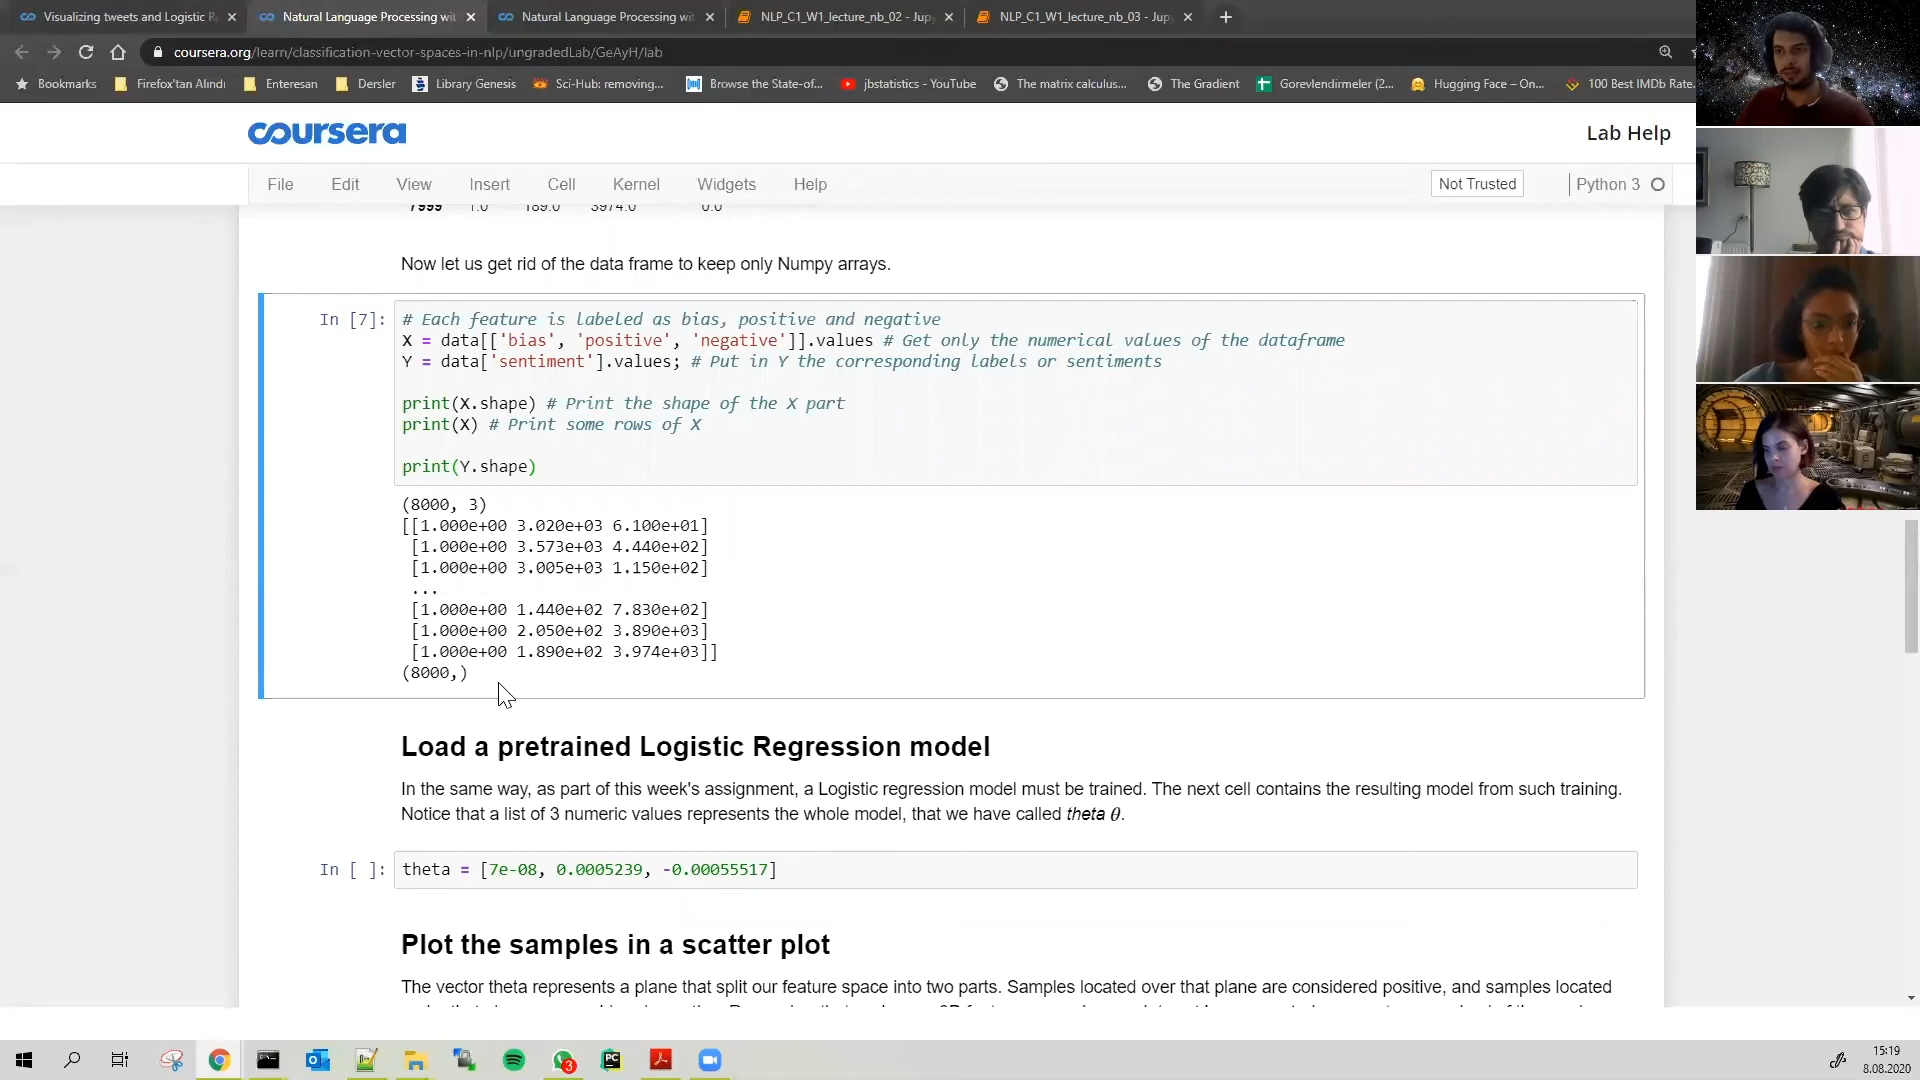 Visualizing tweets and Logistic R
Natural Language Processing wit
Natural Language Processing wit
NLP_C1_W1_lecture_nb_02 - Jup
NLP_C1_W1_lecture_nb_03 - Jup
coursera.org/learn/classification-vector-spaces-in-nlp/ungradedLab/GeAyH/lab
Bookmarks
Firefox'tan Alındı
Enteresan
Dersler
Library Genesis
Sci-Hub: removing...
Browse the State-of...
jbstatistics - YouTube
The matrix calculus...
The Gradient
Gorevlendirmeler (2...
Hugging Face – On...
100 Best IMDb Rate.
coursera
Lab Help
File Edit View Insert Cell Kernel Widgets Help
Not Trusted
Python 3
7999 1.0 189.0 3974.0 0.0
Now let us get rid of the data frame to keep only Numpy arrays.
In [7]:
# Each feature is labeled as bias, positive and negative
X = data[['bias', 'positive', 'negative']].values # Get only the numerical values of the dataframe
Y = data['sentiment'].values; # Put in Y the corresponding labels or sentiments
print(X.shape) # Print the shape of the X part
print(X) # Print some rows of X
print(Y.shape)
(8000, 3)
[[1.000e+00 3.020e+03 6.100e+01]
[1.000e+00 3.573e+03 4.440e+02]
[1.000e+00 3.005e+03 1.150e+02]
...
[1.000e+00 1.440e+02 7.830e+02]
[1.000e+00 2.050e+02 3.890e+03]
[1.000e+00 1.890e+02 3.974e+03]]
(8000,)
Load a pretrained Logistic Regression model
In the same way, as part of this week's assignment, a Logistic regression model must be trained. The next cell contains the resulting model from such training.
Notice that a list of 3 numeric values represents the whole model, that we have called theta θ.
In [ ]:
theta = [7e-08, 0.0005239, -0.00055517]
Plot the samples in a scatter plot
The vector theta represents a plane that split our feature space into two parts. Samples located over that plane are considered positive, and samples located
3
15:19
8.08.2020